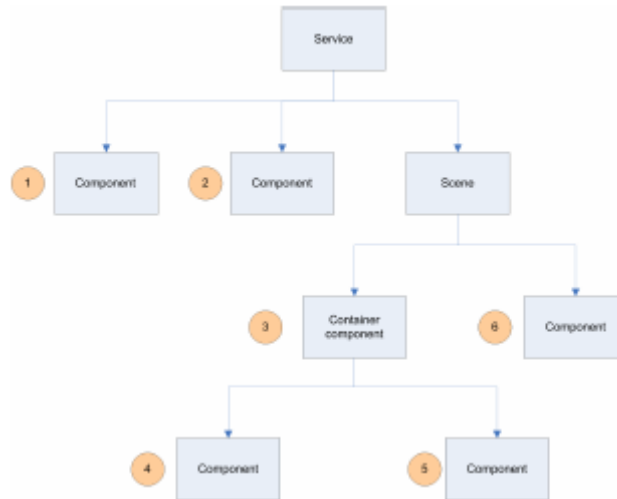 Service
1
Component
2
Component
Scene
3
Container
component
6
Component
4
Component
5
Component